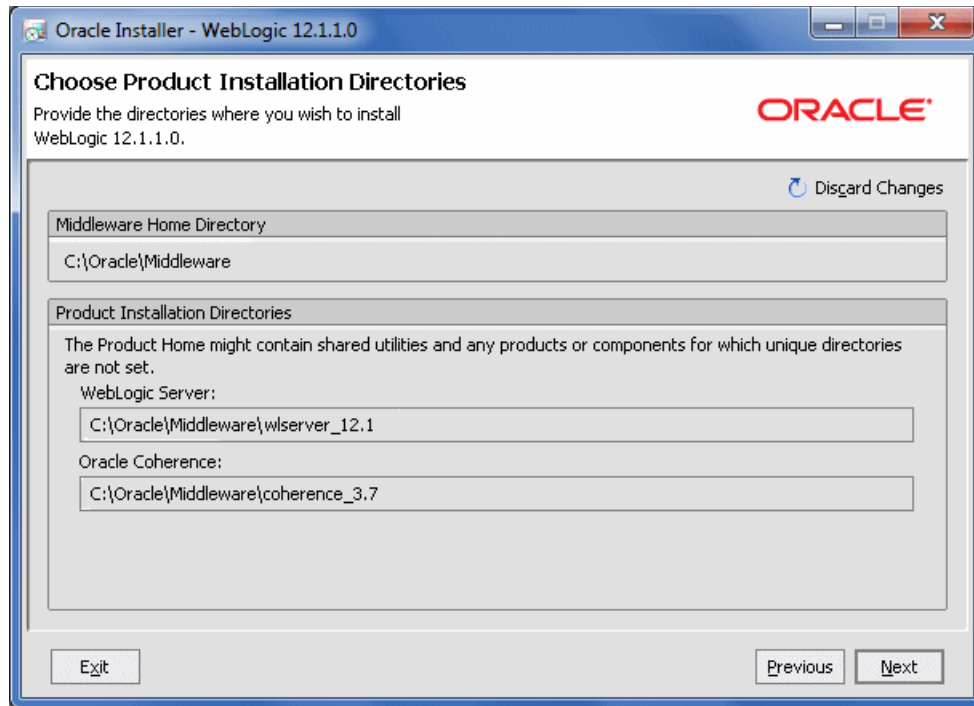 Oracle Installer - WebLogic 12.1.1.0
Choose Product Installation Directories
Provide the directories where you wish to install
WebLogic 12.1.1.0.
ORACLE
Discard Changes
Middleware Home Directory
C:\Oracle\Middleware
Product Installation Directories
The Product Home might contain shared utilities and any products or components for which unique directories
are not set.
WebLogic Server:
C:\Oracle\Middleware\wlserver_12.1
Oracle Coherence:
C:\Oracle\Middleware\coherence_3.7
Exit
Previous
Next